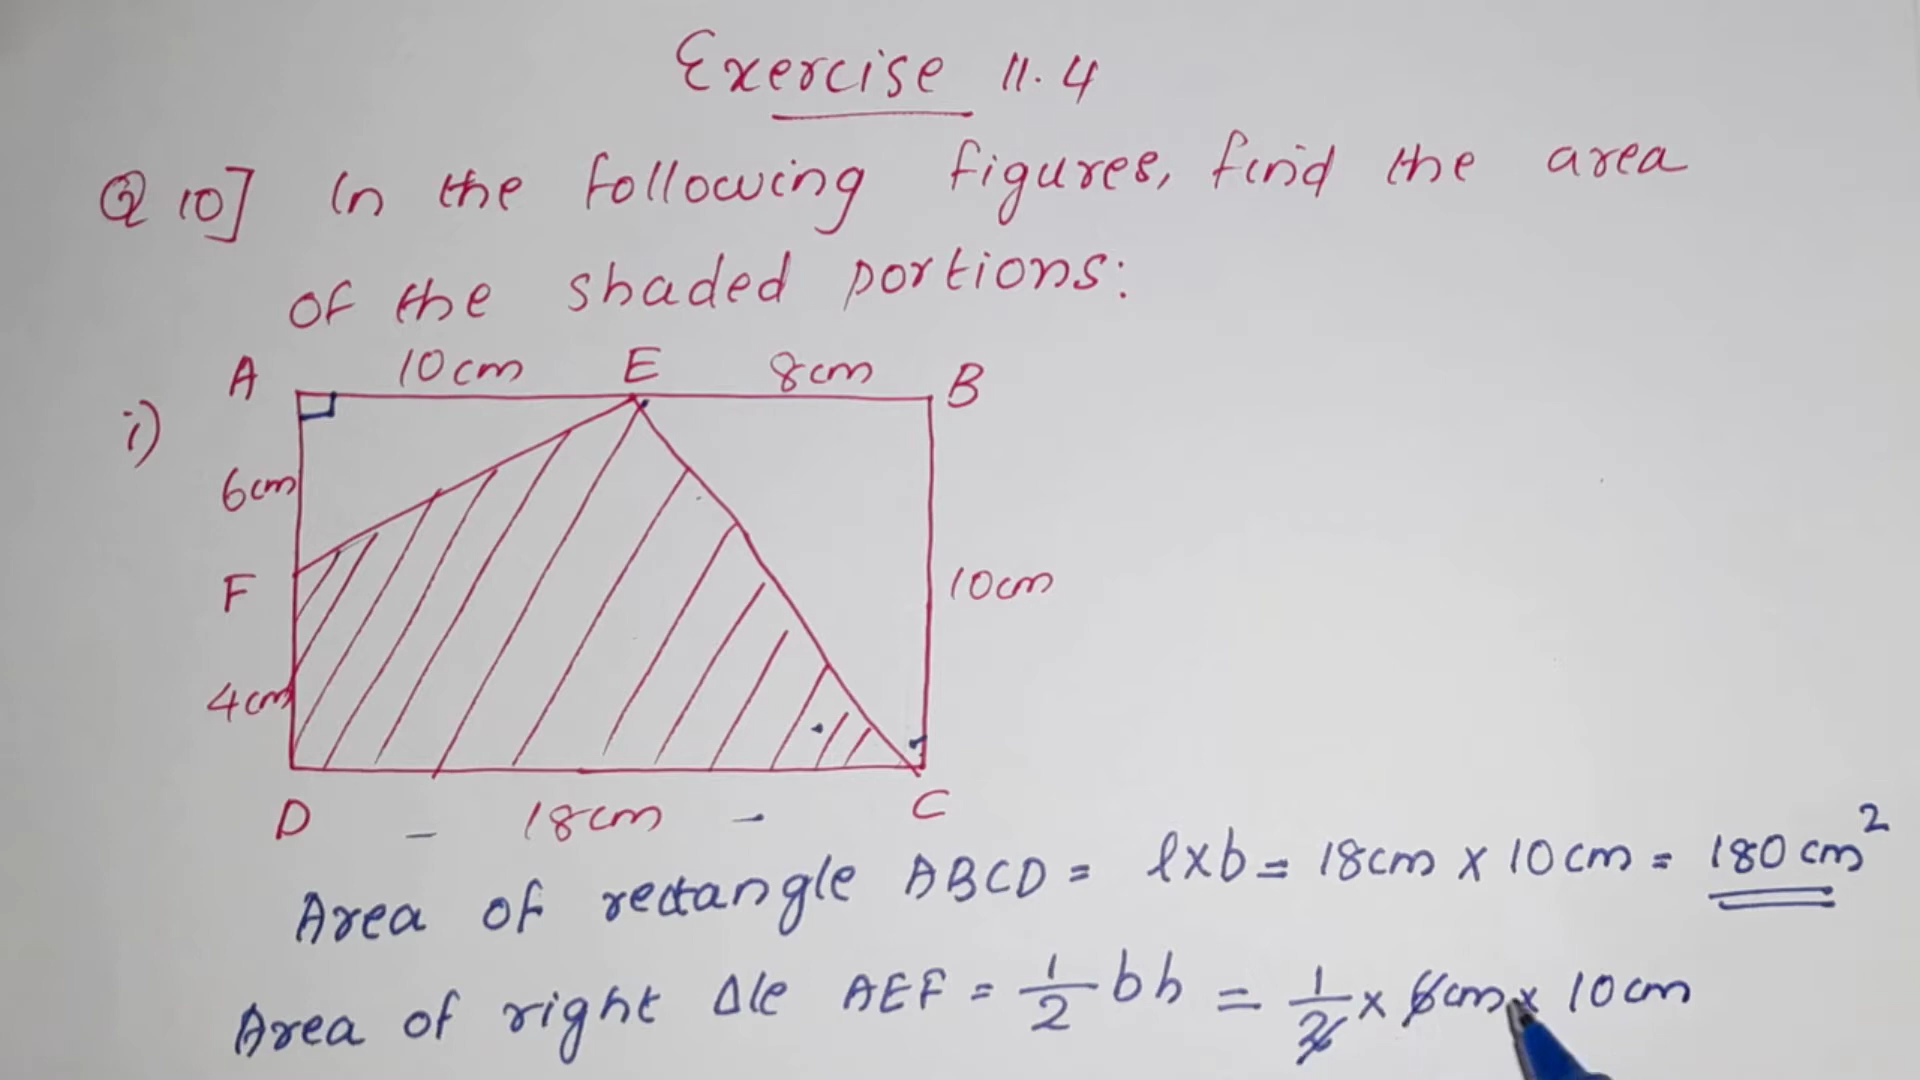 Exercise 11.4
Q 10] In the following figures, find the area
of the shaded portions:
A 10cm E 8cm B
i)
6cm
F 10cm
4cm
D - 18cm - C
Area of rectangle ABCD = l×b = 18cm × 10cm = 180 cm²
Area of right Δle AEF = 1/2 bh = 1/2 × 6cm × 10cm